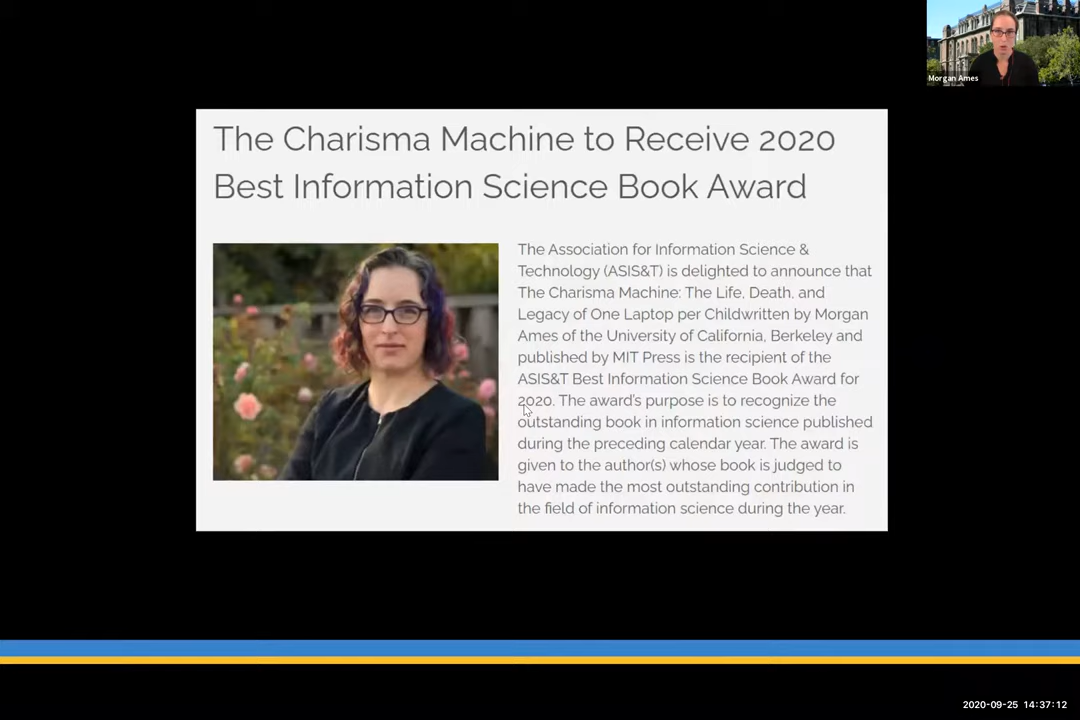 Morgan Ames
The Charisma Machine to Receive 2020
Best Information Science Book Award
The Association for Information Science &
Technology (ASIS&T) is delighted to announce that
The Charisma Machine: The Life, Death, and
Legacy of One Laptop per Childwritten by Morgan
Ames of the University of California, Berkeley and
published by MIT Press is the recipient of the
ASIS&T Best Information Science Book Award for
2020. The award's purpose is to recognize the
outstanding book in information science published
during the preceding calendar year. The award is
given to the author(s) whose book is judged to
have made the most outstanding contribution in
the field of information science during the year.
2020-09-25 14:37:12